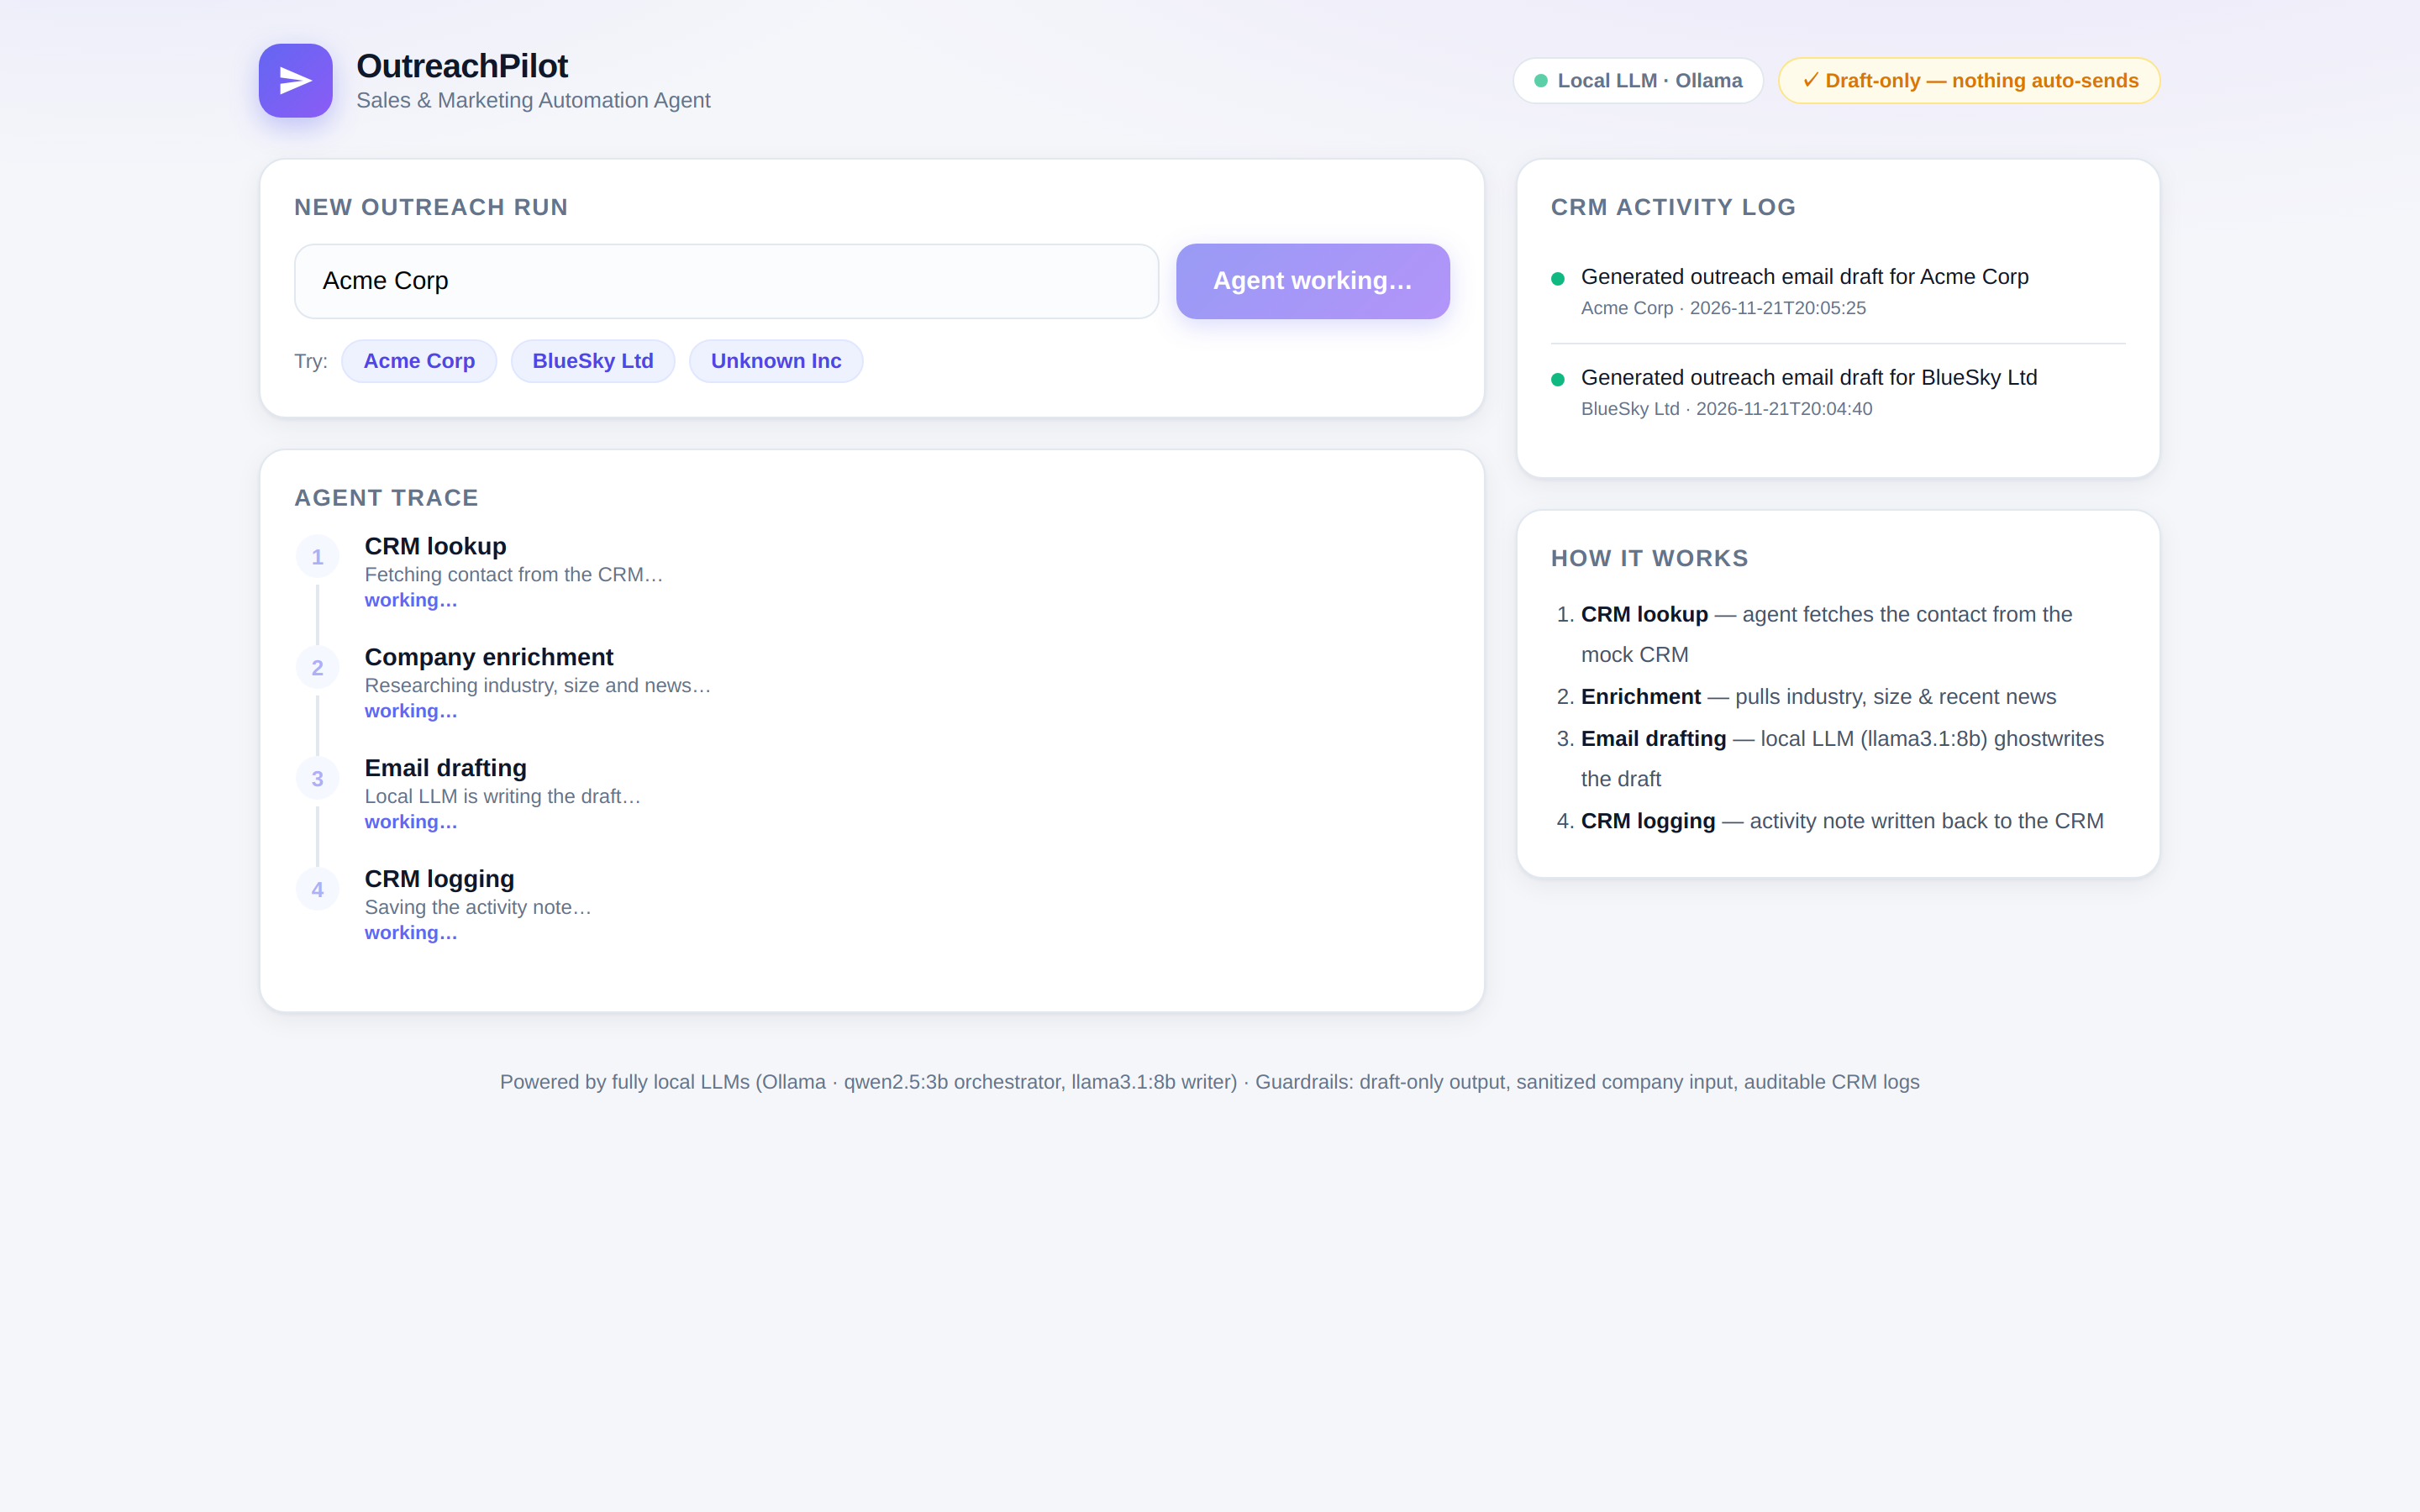 OutreachPilot
Sales & Marketing Automation Agent
Local LLM · Ollama
✓ Draft-only — nothing auto-sends
NEW OUTREACH RUN
Acme Corp
Agent working…
Try:
Acme Corp
BlueSky Ltd
Unknown Inc
AGENT TRACE
1
CRM lookup
Fetching contact from the CRM…
working…
2
Company enrichment
Researching industry, size and news…
working…
3
Email drafting
Local LLM is writing the draft…
working…
4
CRM logging
Saving the activity note…
working…
CRM ACTIVITY LOG
Generated outreach email draft for Acme Corp
Acme Corp · 2026-11-21T20:05:25
Generated outreach email draft for BlueSky Ltd
BlueSky Ltd · 2026-11-21T20:04:40
HOW IT WORKS
1. CRM lookup — agent fetches the contact from the
mock CRM
2. Enrichment — pulls industry, size & recent news
3. Email drafting — local LLM (llama3.1:8b) ghostwrites
the draft
4. CRM logging — activity note written back to the CRM
Powered by fully local LLMs (Ollama · qwen2.5:3b orchestrator, llama3.1:8b writer) · Guardrails: draft-only output, sanitized company input, auditable CRM logs